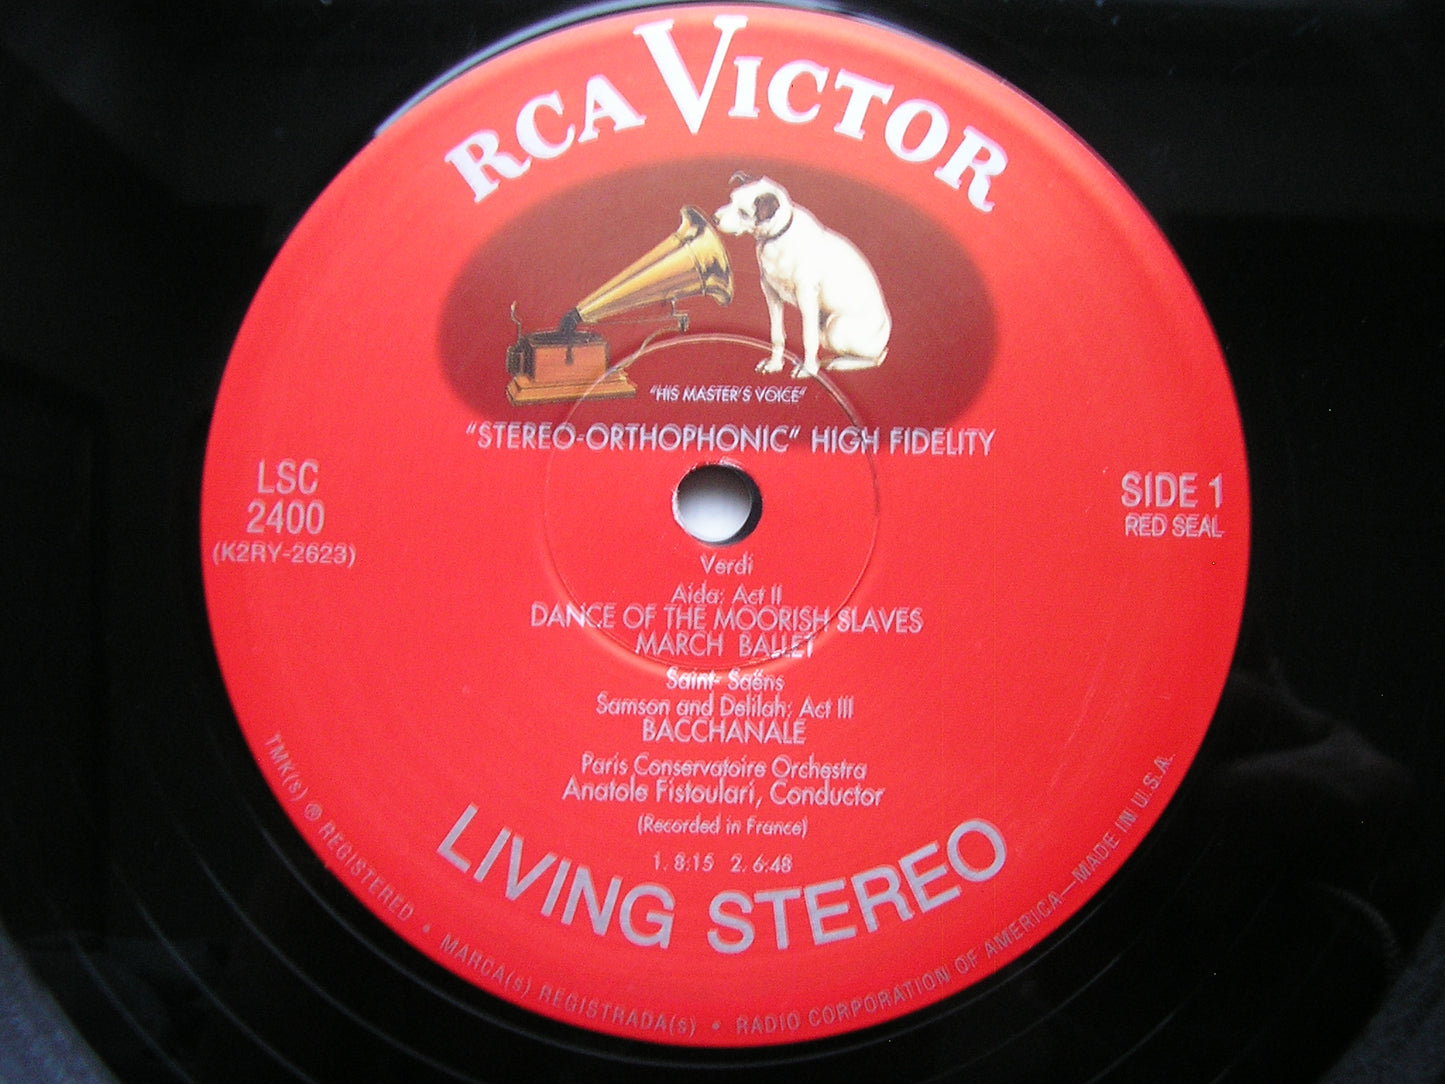 RCA VICTOR
"HIS MASTER'S VOICE"
"STEREO-ORTHOPHONIC" HIGH FIDELITY
LSC
2400
(K2RY-2623)
SIDE 1
RED SEAL
Verdi
Aida: Act II
DANCE OF THE MOORISH SLAVES
MARCH BALLET
Saint-Saëns
Samson and Delilah: Act III
BACCHANALE
Paris Conservatoire Orchestra
Anatole Fistoulari, Conductor
(Recorded in France)
1. 8:15 2. 6:48
LIVING STEREO
TMK(s) ® REGISTERED • MARCA(s) REGISTRADA(s) • RADIO CORPORATION OF AMERICA—MADE IN U.S.A.